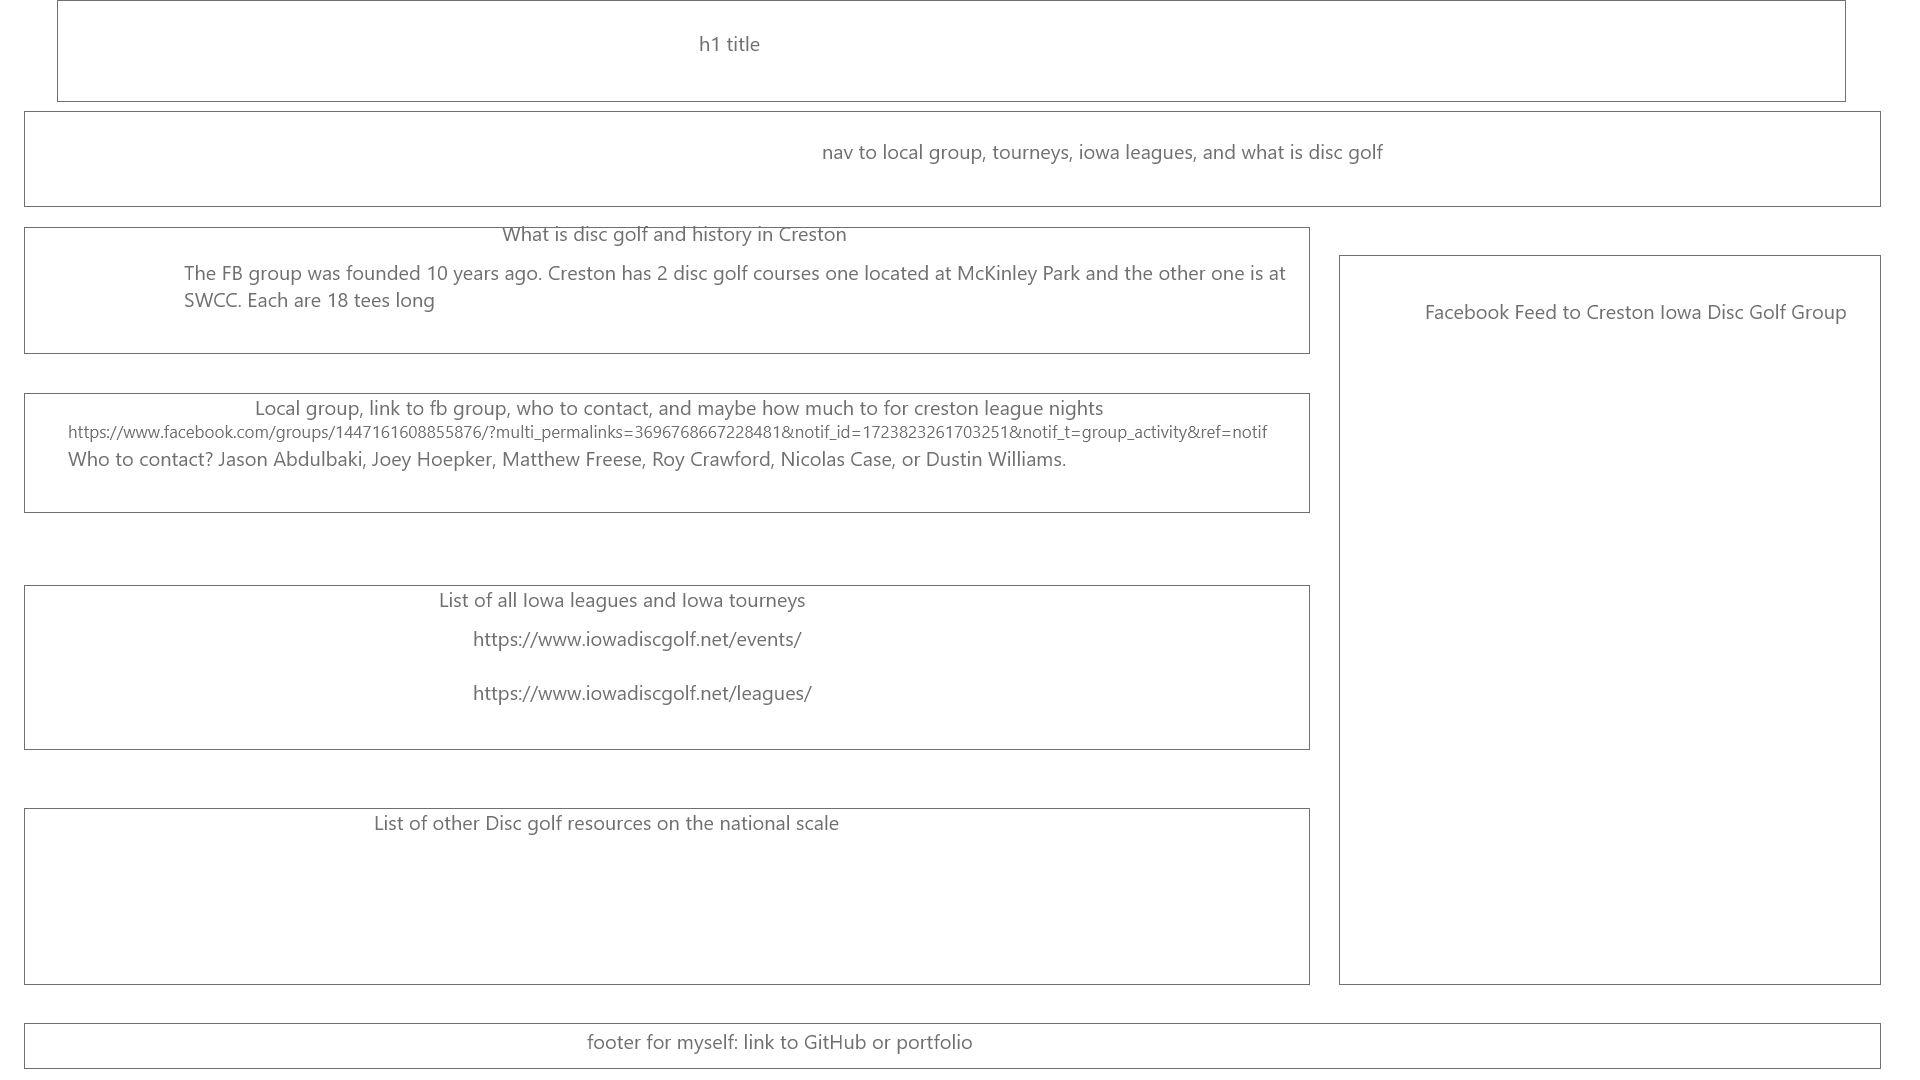 h1 title
nav to local group, tourneys, iowa leagues, and what is disc golf
What is disc golf and history in Creston
The FB group was founded 10 years ago. Creston has 2 disc golf courses one located at McKinley Park and the other one is at
SWCC. Each are 18 tees long
Facebook Feed to Creston Iowa Disc Golf Group
Local group, link to fb group, who to contact, and maybe how much to for creston league nights
https://www.facebook.com/groups/1447161608855876/?multi_permalinks=3696768667228481&notif_id=1723823261703251&notif_t=group_activity&ref=notif
Who to contact? Jason Abdulbaki, Joey Hoepker, Matthew Freese, Roy Crawford, Nicolas Case, or Dustin Williams.
List of all Iowa leagues and Iowa tourneys
https://www.iowadiscgolf.net/events/
https://www.iowadiscgolf.net/leagues/
List of other Disc golf resources on the national scale
footer for myself: link to GitHub or portfolio